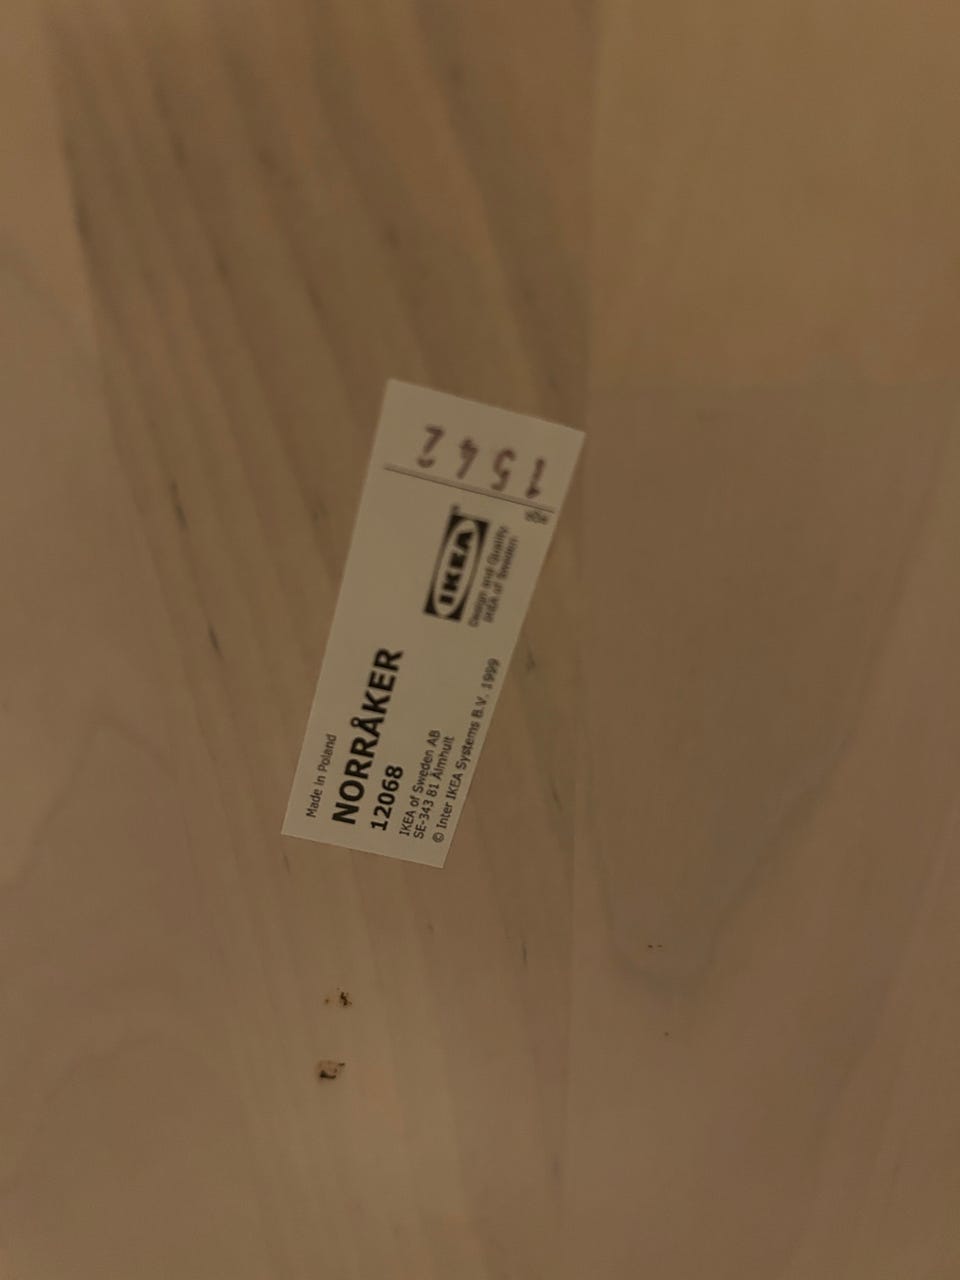 Made in Poland
NORRÅKER
12068
IKEA of Sweden AB
SE-343 81 Älmhult
© Inter IKEA Systems B.V. 1999
IKEA
Design and Quality
IKEA of Sweden
1542